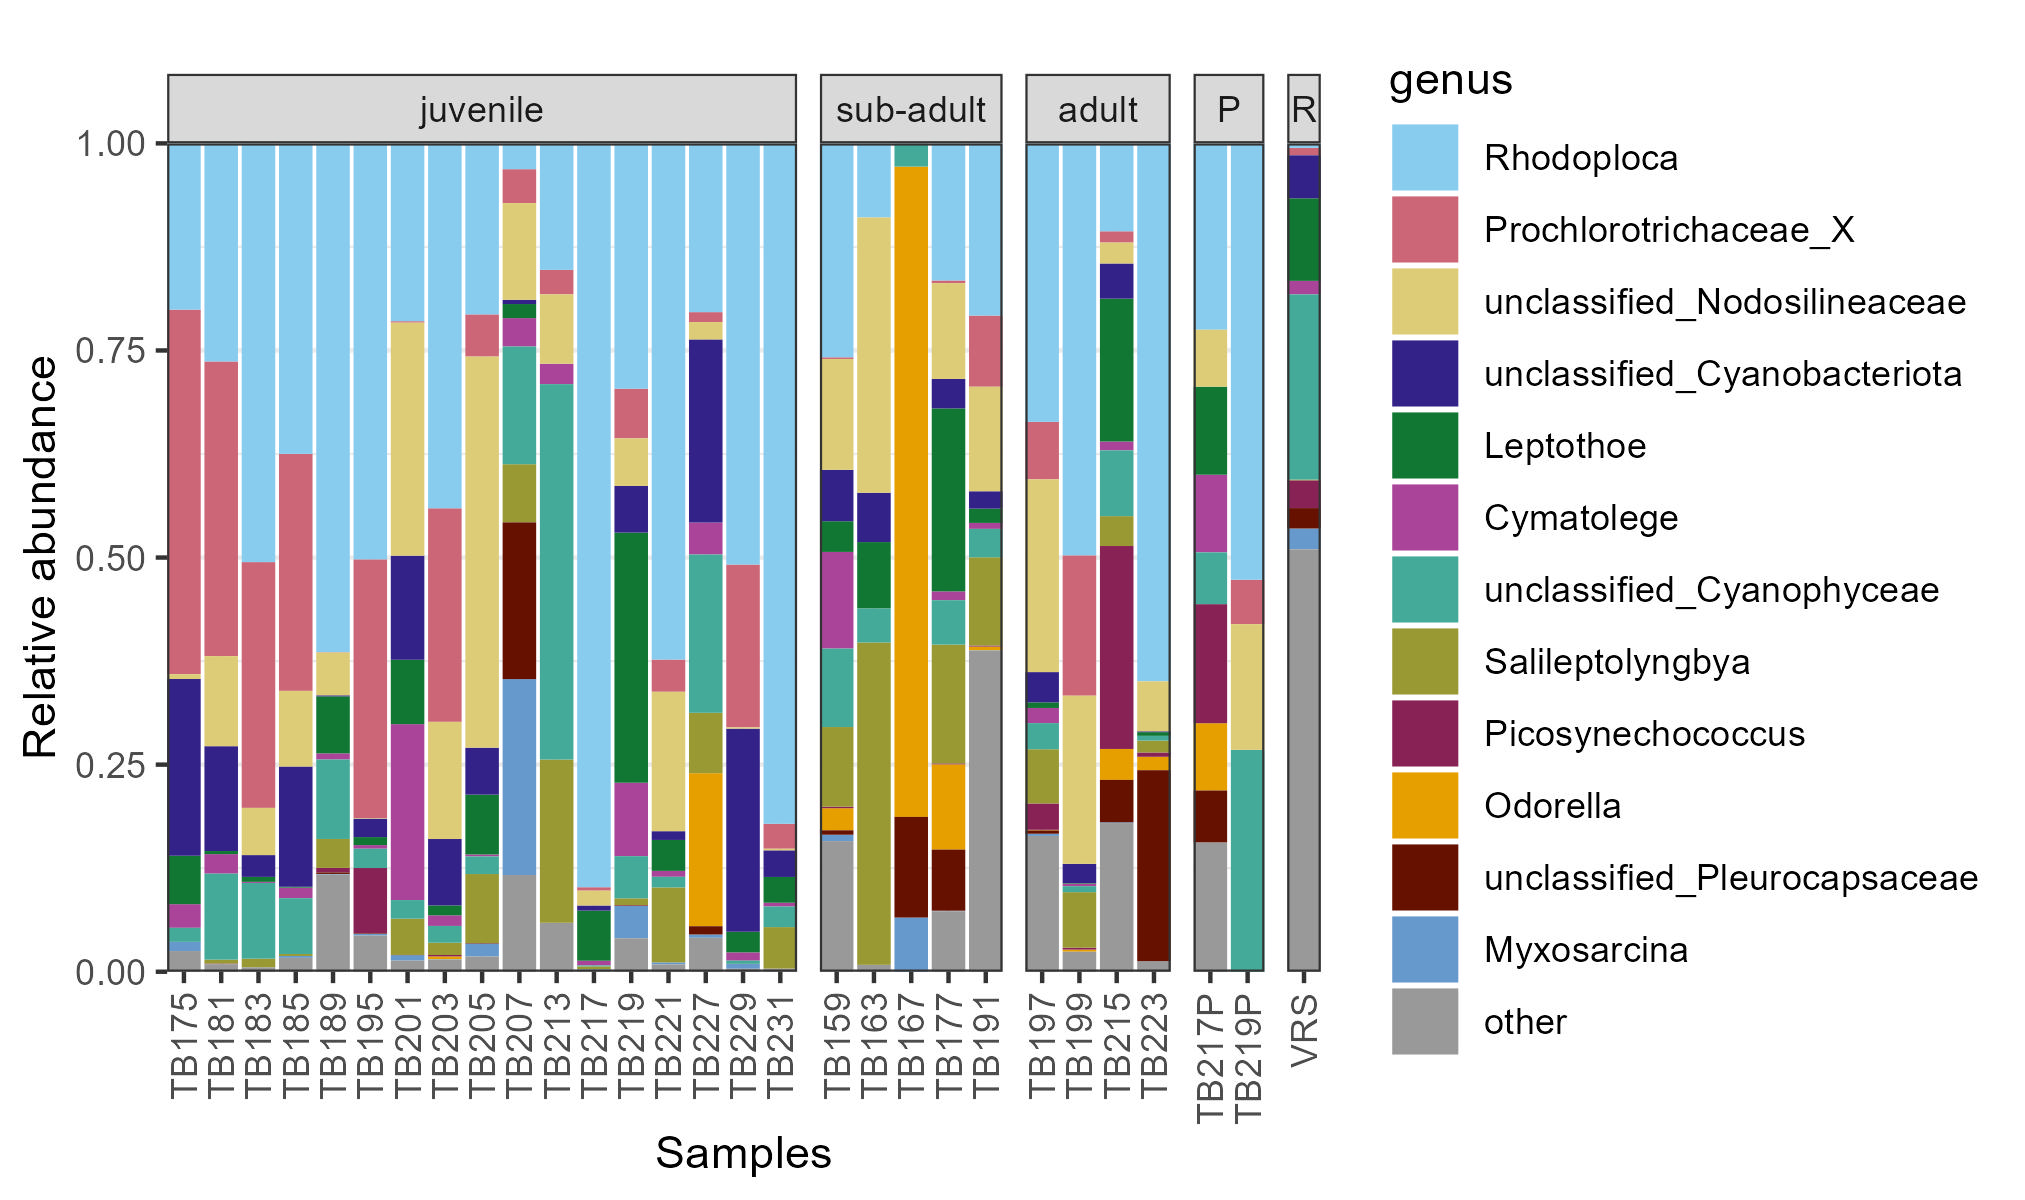 juvenile
sub-adult
adult
P
R
genus
Rhodoploca
Prochlorotrichaceae_X
unclassified_Nodosilineaceae
unclassified_Cyanobacteriota
Leptothoe
Cymatolege
unclassified_Cyanophyceae
Salileptolyngbya
Picosynechococcus
Odorella
unclassified_Pleurocapsaceae
Myxosarcina
other
Relative abundance
1.00
0.75
0.50
0.25
0.00
TB175
TB181
TB183
TB185
TB189
TB195
TB201
TB203
TB205
TB207
TB213
TB217
TB219
TB221
TB227
TB229
TB231
TB159
TB163
TB167
TB177
TB191
TB197
TB199
TB215
TB223
TB217P
TB219P
VRS
Samples